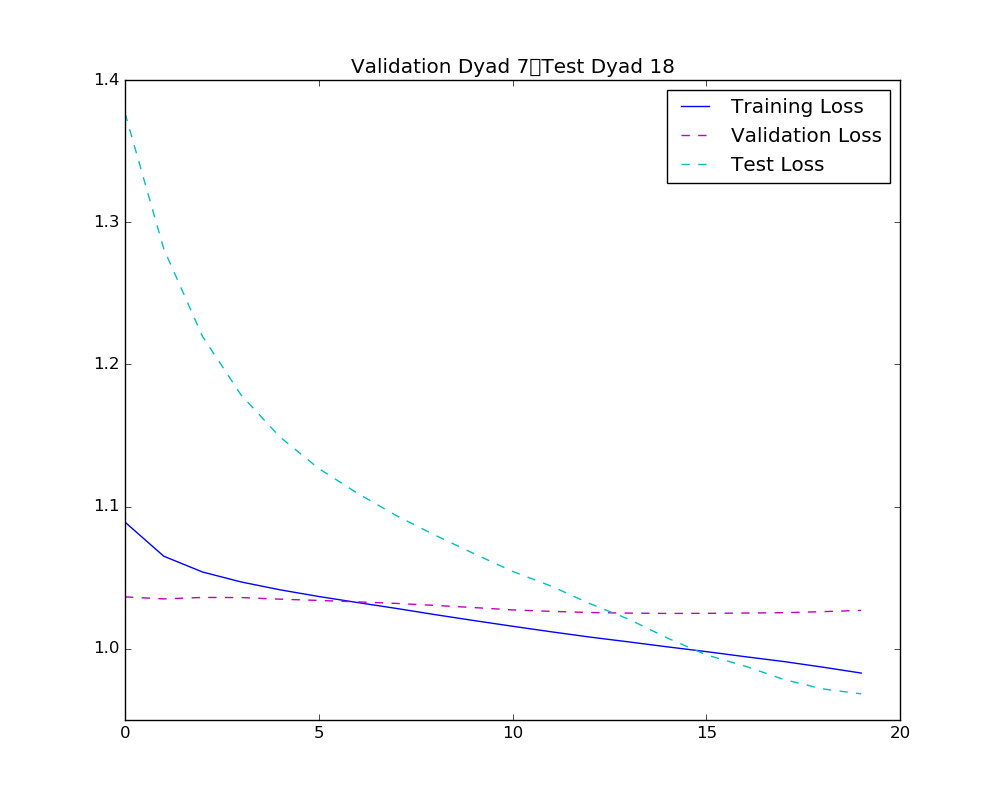 Validation Dyad 7▯Test Dyad 18
1.4
1.3
1.2
1.1
1.0
0
5
10
15
20
Training Loss
Validation Loss
Test Loss